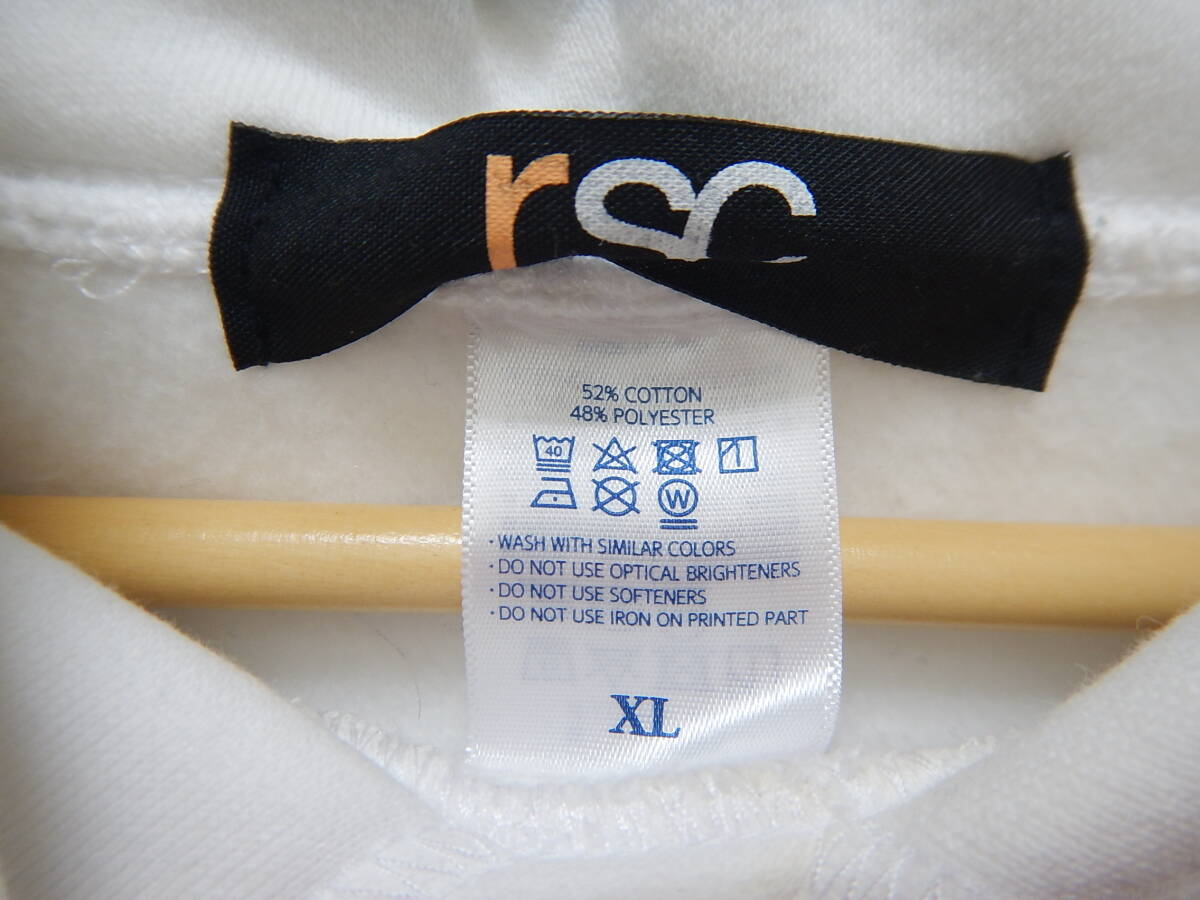 rsc
52% COTTON
48% POLYESTER
40
W
· WASH WITH SIMILAR COLORS
· DO NOT USE OPTICAL BRIGHTENERS
· DO NOT USE SOFTENERS
· DO NOT USE IRON ON PRINTED PART
XL